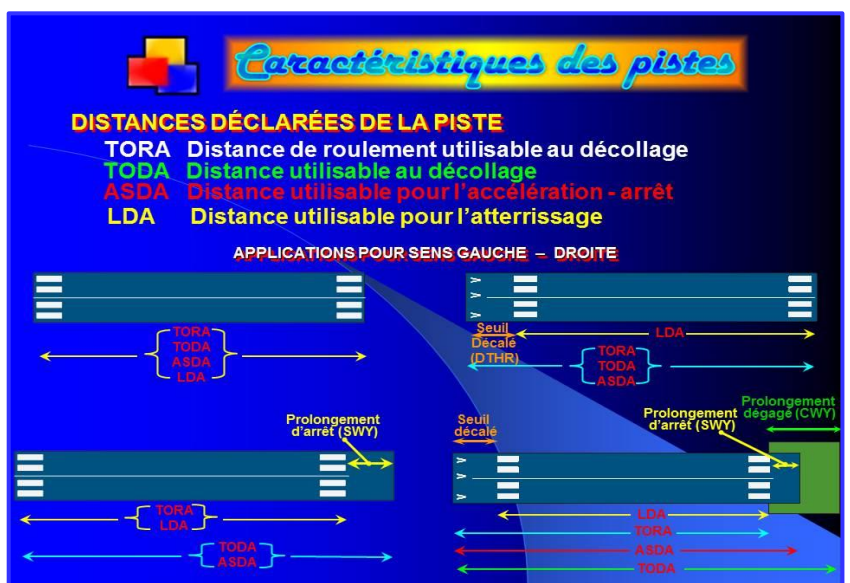 Caractéristiques des pistes
DISTANCES DÉCLARÉES DE LA PISTE
TORA Distance de roulement utilisable au décollage
TODA Distance utilisable au décollage
ASDA Distance utilisable pour l'accélération - arrêt
LDA Distance utilisable pour l'atterrissage
APPLICATIONS POUR SENS GAUCHE – DROITE
TORA
TODA
ASDA
LDA
Seuil
Décalé
(DTHR)
LDA
TORA
TODA
ASDA
Prolongement
d'arrêt (SWY)
TORA
LDA
TODA
ASDA
Seuil
décalé
Prolongement
d'arrêt (SWY)
Prolongement
dégagé (CWY)
LDA
TORA
ASDA
TODA